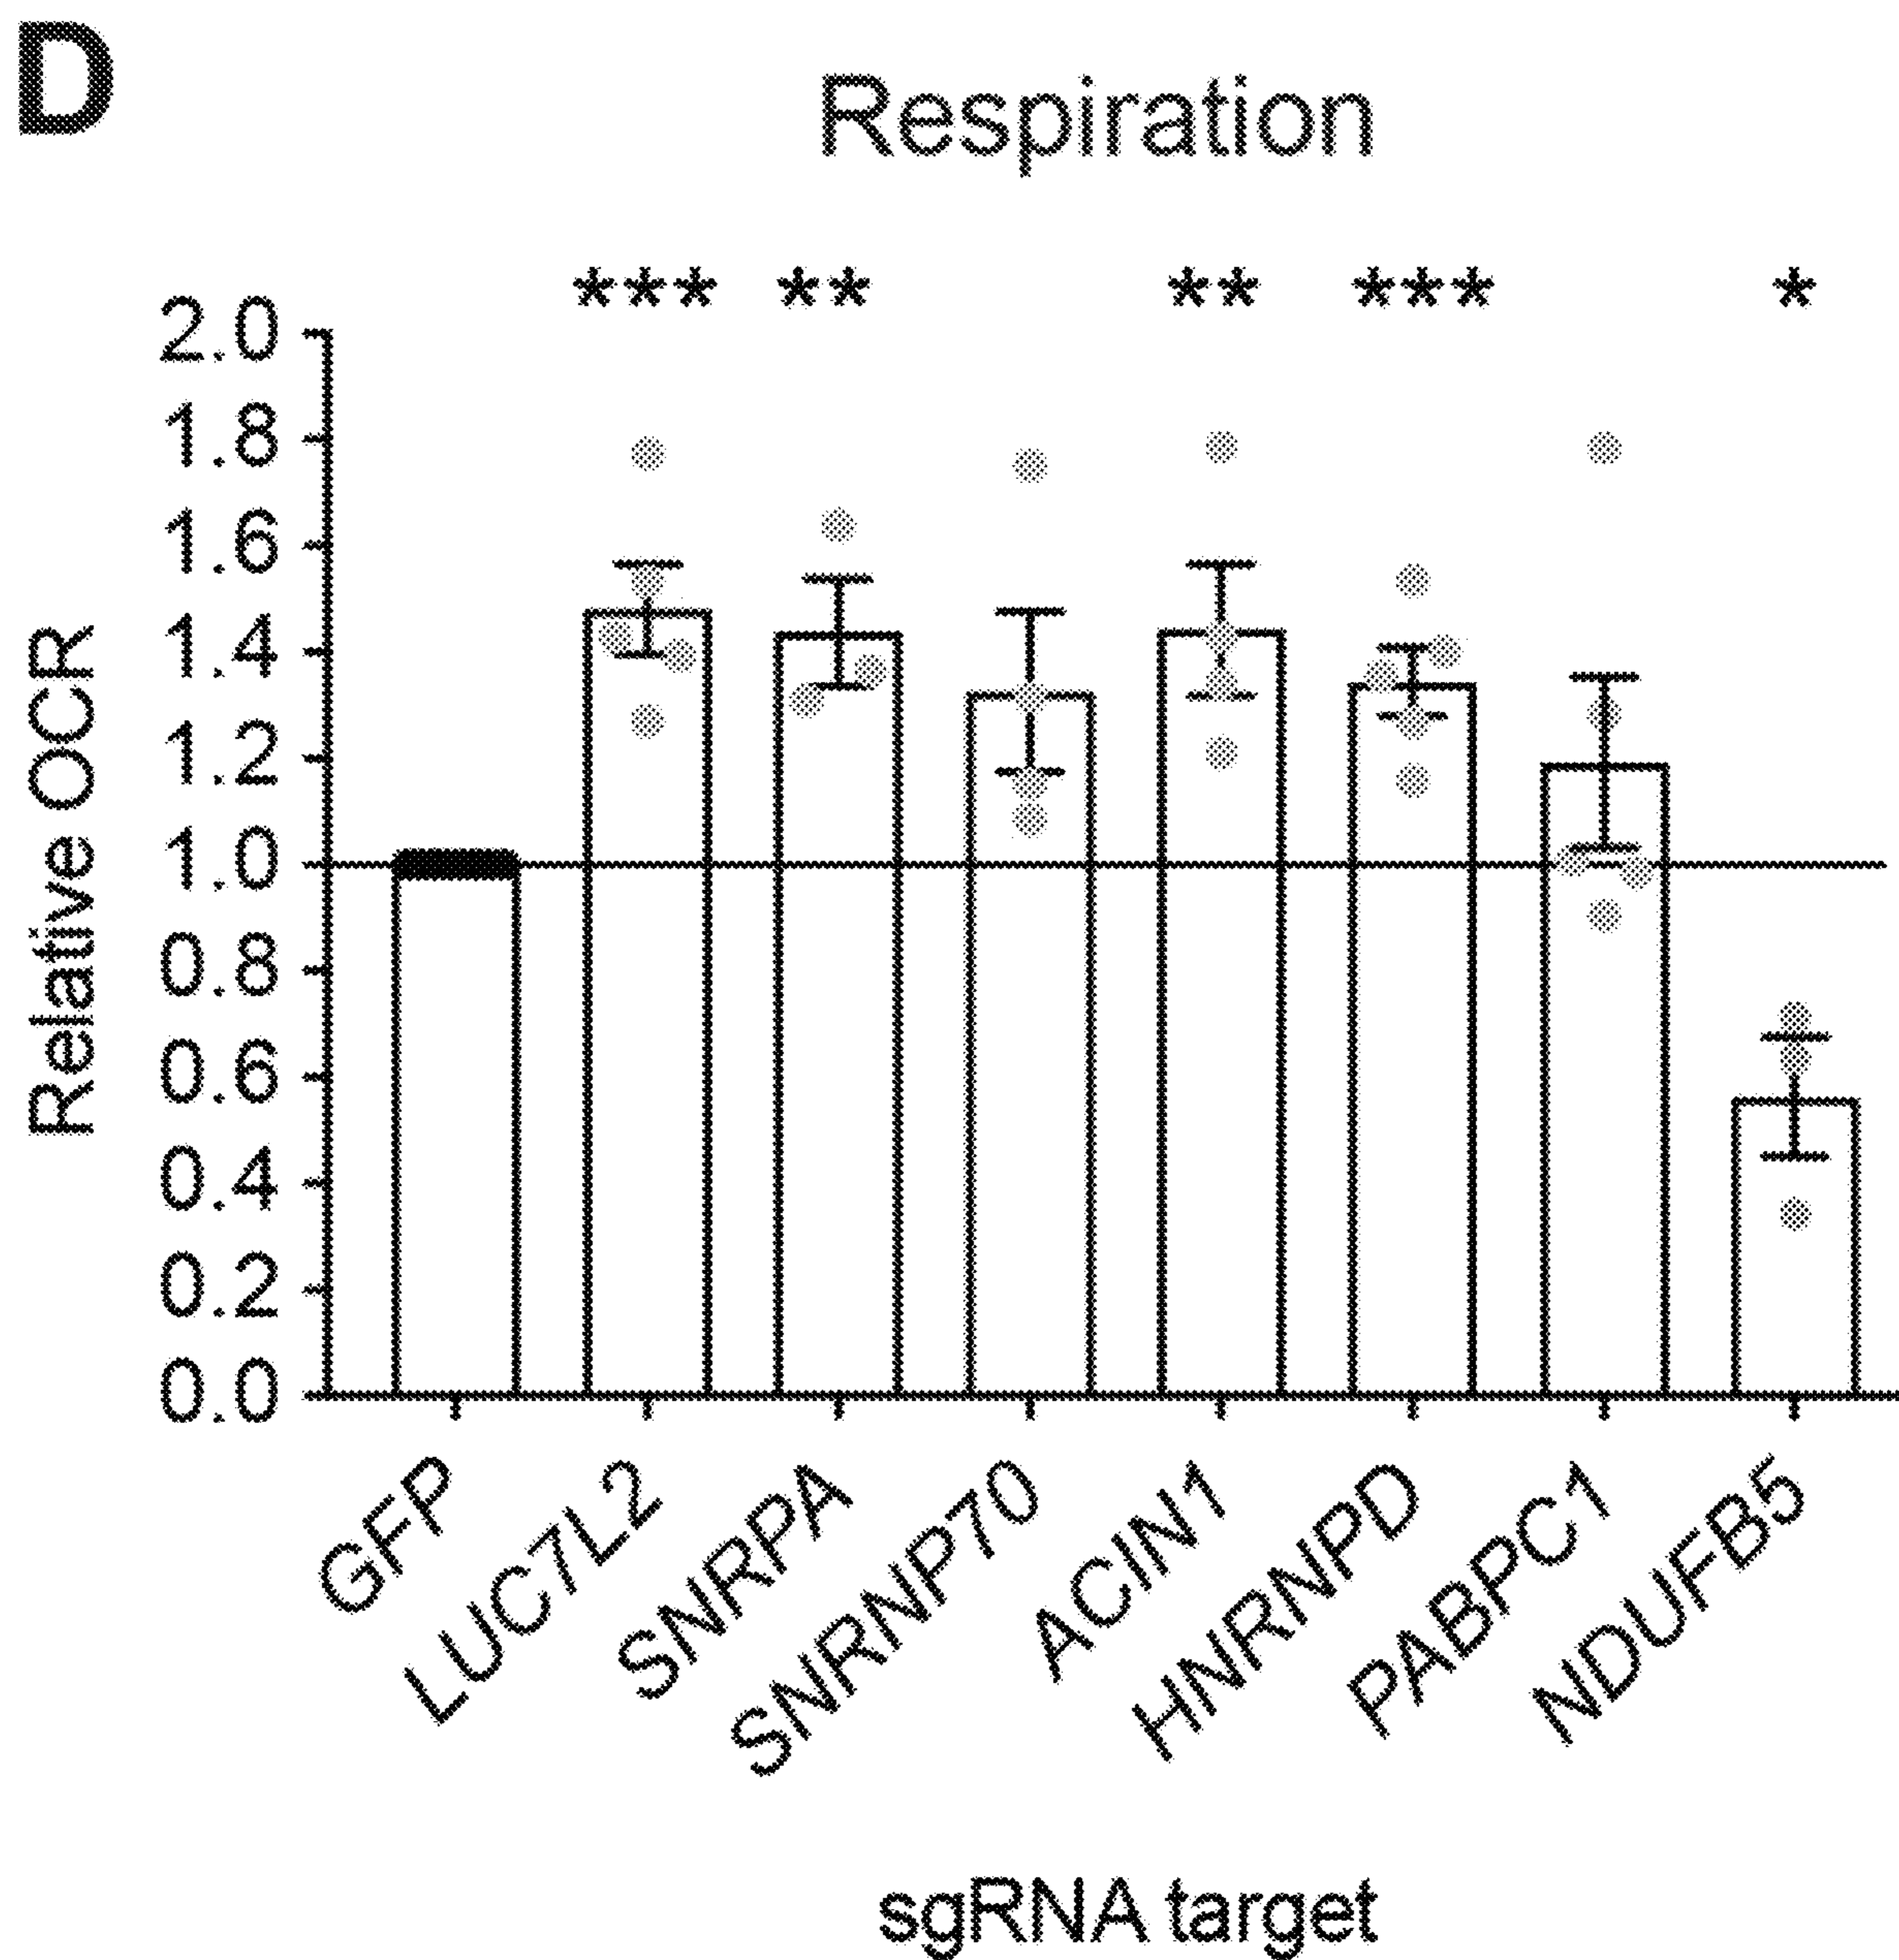 D
Respiration
*** ** ** *** *
Relative OCR
2.0
1.8
1.6
1.4
1.2
1.0
0.8
0.6
0.4
0.2
0.0
GFP
LUC7L2
SNRPA
SNRNP70
ACIN1
HNRNPD
PABPC1
NDUFB5
sgRNA target